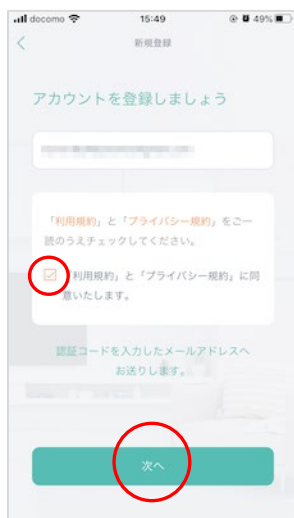 docomo 15:49 49%
新規登録
アカウントを登録しましょう
「利用規約」と「プライバシー規約」をご一
読のうえチェックしてください。
「利用規約」と「プライバシー規約」に同
意いたします。
認証コードを入力したメールアドレスへ
お送りします。
次へ